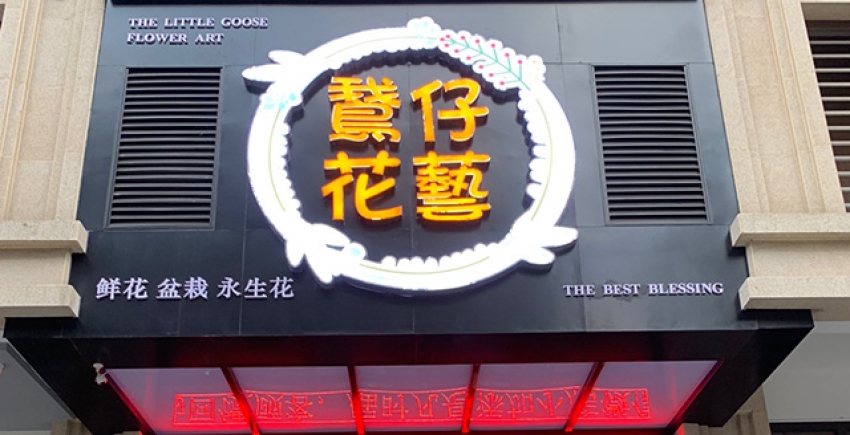 THE LITTLE GOOSE
FLOWER ART
鵞仔
花藝
鲜花 盆栽 永生花
THE BEST BLESSING